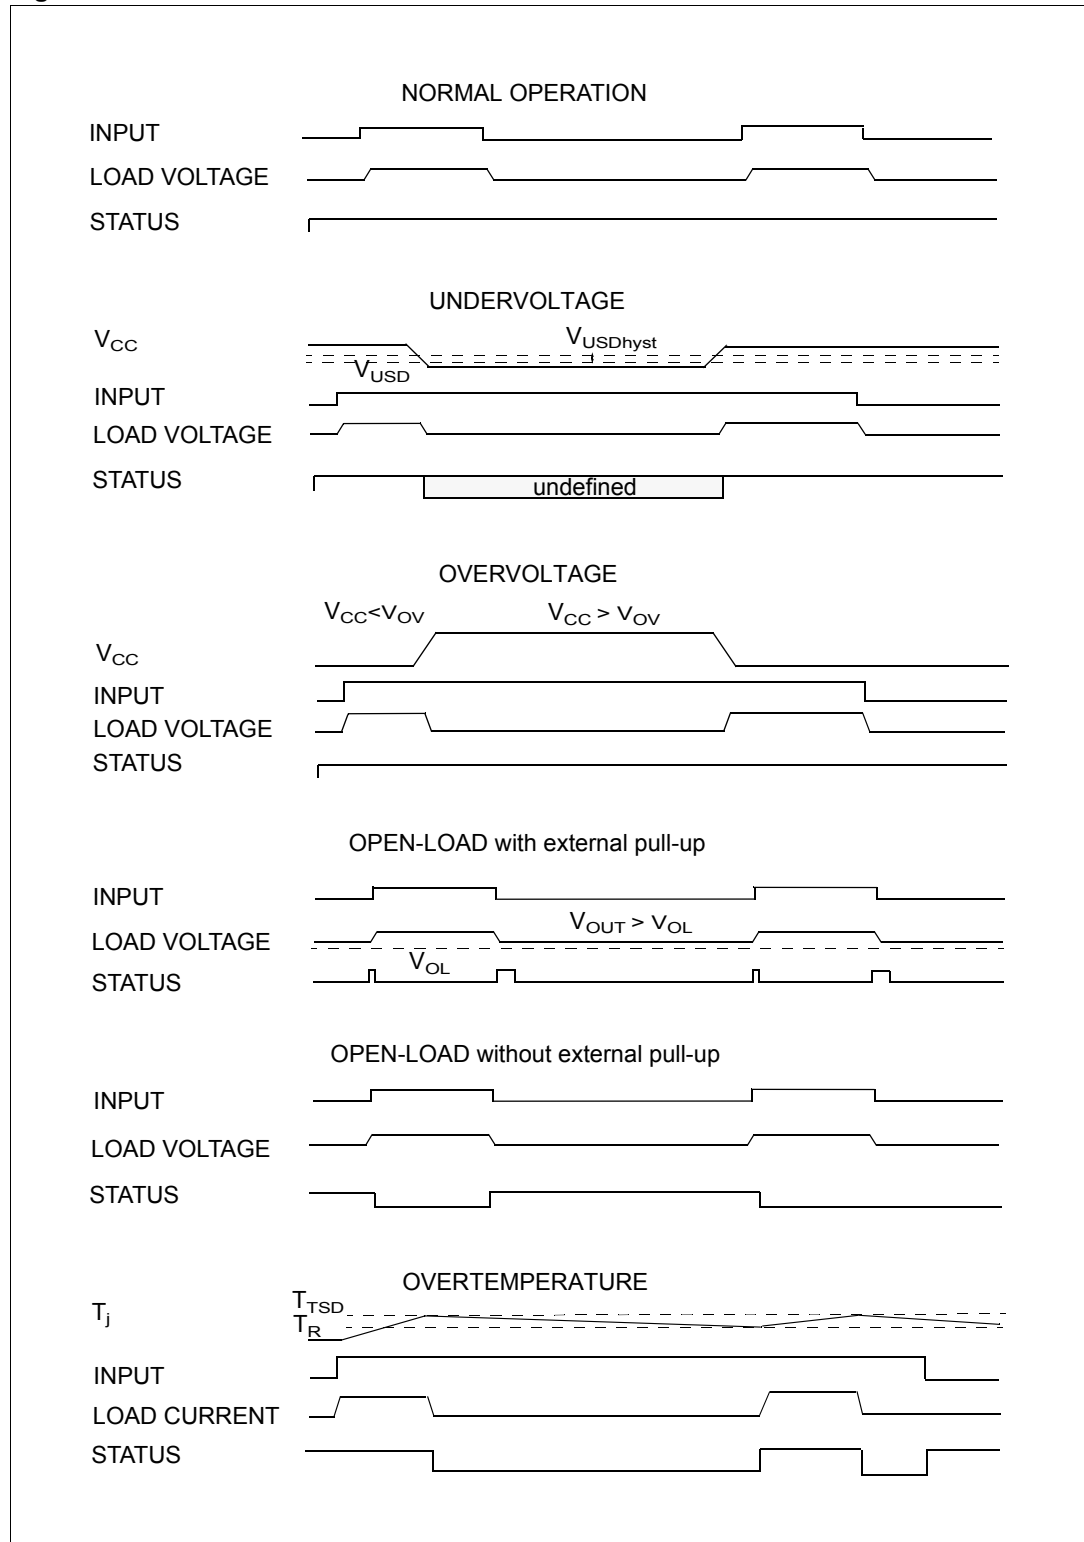 NORMAL OPERATION
INPUT
LOAD VOLTAGE
STATUS
UNDERVOLTAGE
VCC
VUSDhyst
VUSD
INPUT
LOAD VOLTAGE
STATUS
undefined
OVERVOLTAGE
VCC<VOV
VCC > VOV
VCC
INPUT
LOAD VOLTAGE
STATUS
OPEN-LOAD with external pull-up
INPUT
VOUT > VOL
LOAD VOLTAGE
VOL
STATUS
OPEN-LOAD without external pull-up
INPUT
LOAD VOLTAGE
STATUS
OVERTEMPERATURE
Tj
TTSD
TR
INPUT
LOAD CURRENT
STATUS